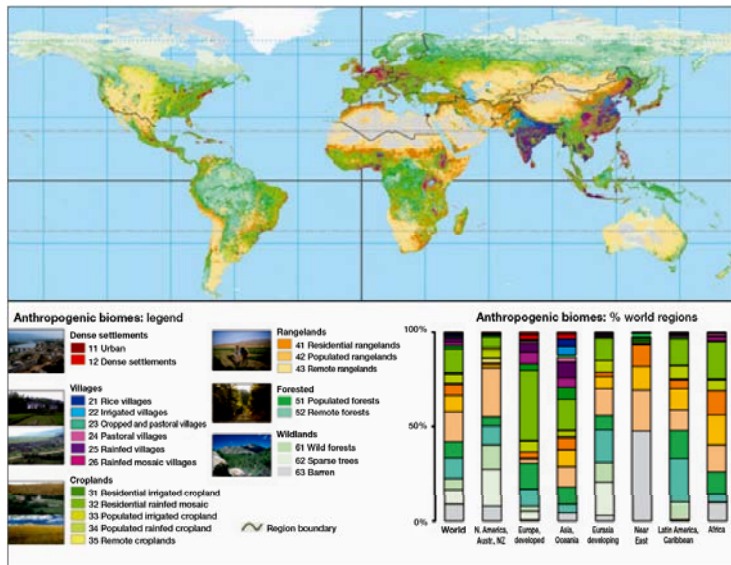 Anthropogenic biomes: legend
Dense settlements
11 Urban
12 Dense settlements
Villages
21 Rice villages
22 Irrigated villages
23 Cropped and pastoral villages
24 Pastoral villages
25 Rainfed villages
26 Rainfed mosaic villages
Croplands
31 Residential irrigated cropland
32 Residential rainfed mosaic
33 Populated irrigated cropland
34 Populated rainfed cropland
35 Remote croplands
Rangelands
41 Residential rangelands
42 Populated rangelands
43 Remote rangelands
Forested
51 Populated forests
52 Remote forests
Wildlands
61 Wild forests
62 Sparse trees
63 Barren
Region boundary
Anthropogenic biomes: % world regions
100%
50%
0%
World
N. America, Austr., NZ
Europe, developed
Asia, Oceania
Eurasia developing
Near East
Latin America, Caribbean
Africa